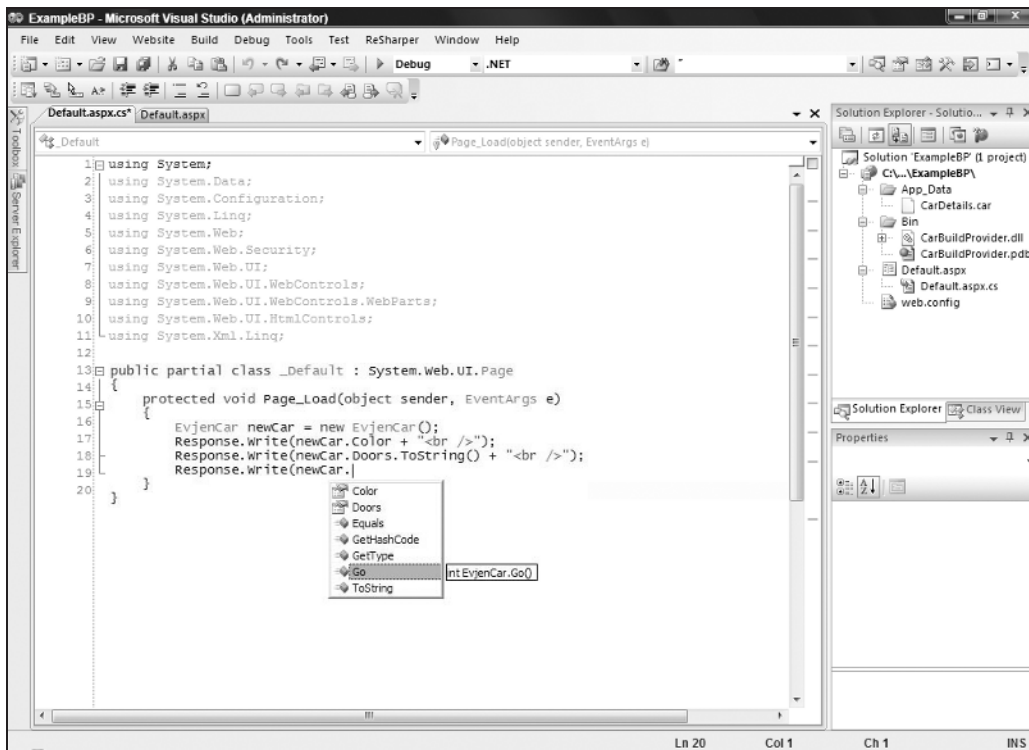 ExampleBP - Microsoft Visual Studio (Administrator)
File Edit View Website Build Debug Tools Test ReSharper Window Help
Debug .NET
Default.aspx.cs* Default.aspx
Toolbox
Server Explorer
_Default Page_Load(object sender, EventArgs e)
1 using System;
2 using System.Data;
3 using System.Configuration;
4 using System.Linq;
5 using System.Web;
6 using System.Web.Security;
7 using System.Web.UI;
8 using System.Web.UI.WebControls;
9 using System.Web.UI.WebControls.WebParts;
10 using System.Web.UI.HtmlControls;
11 using System.Xml.Linq;
12
13 public partial class _Default : System.Web.UI.Page
14 {
15 protected void Page_Load(object sender, EventArgs e)
{
16 EvjenCar newCar = new EvjenCar();
17 Response.Write(newCar.Color + "<br />");
18 Response.Write(newCar.Doors.ToString() + "<br />");
19 Response.Write(newCar.
}
20 }
Color
Doors
Equals
GetHashCode
GetType
Go
int EvjenCar.Go()
ToString
Solution Explorer - Solutio...
Solution 'ExampleBP' (1 project)
C:\...\ExampleBP\
App_Data
CarDetails.car
Bin
CarBuildProvider.dll
CarBuildProvider.pdb
Default.aspx
Default.aspx.cs
web.config
Solution Explorer Class View
Properties
Ln 20 Col 1 Ch 1 INS